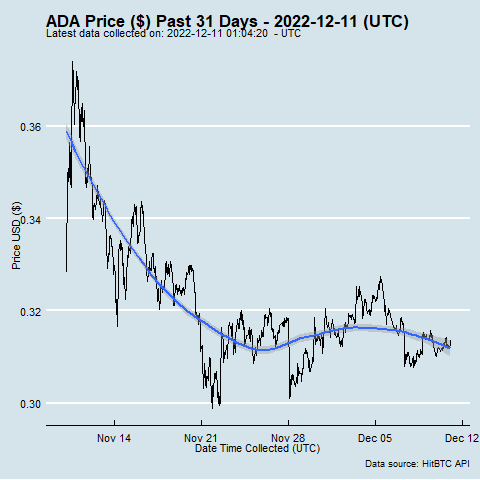 ADA Price ($) Past 31 Days - 2022-12-11 (UTC)
Latest data collected on: 2022-12-11 01:04:20 - UTC
Price USD ($)
0.36
0.34
0.32
0.30
Nov 14 Nov 21 Nov 28 Dec 05 Dec 12
Date Time Collected (UTC)
Data source: HitBTC API